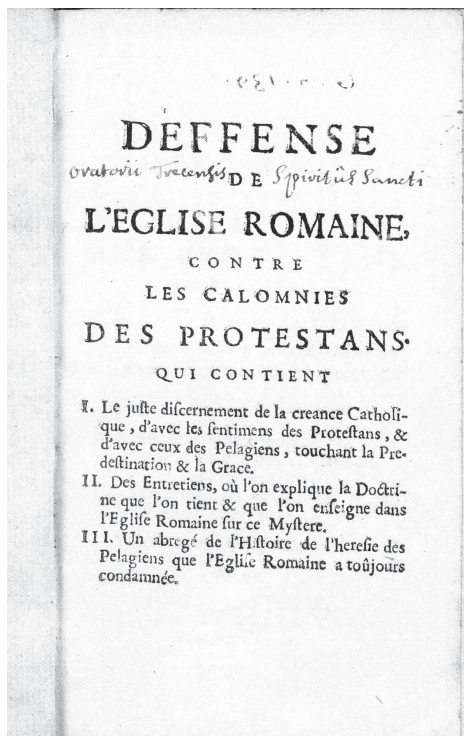 DEFFENSE
oratorii Trecensis DE Spiritûs Sancti
L'EGLISE ROMAINE,
CONTRE
LES CALOMNIES
DES PROTESTANS.
QUI CONTIENT
I. Le juſte diſcernement de la creance Catholi-
que, d'avec les ſentimens des Proteſtans, &
d'avec ceux des Pelagiens, touchant la Pre-
deſtination & la Grace.
II. Des Entretiens, où l'on explique la Doctri-
ne que l'on tient & que l'on enſeigne dans
l'Egliſe Romaine ſur ce Myſtere.
III. Un abregé de l'Hiſtoire de l'hereſie des
Pelagiens que l'Egliſe Romaine a toûjours
condamnée.